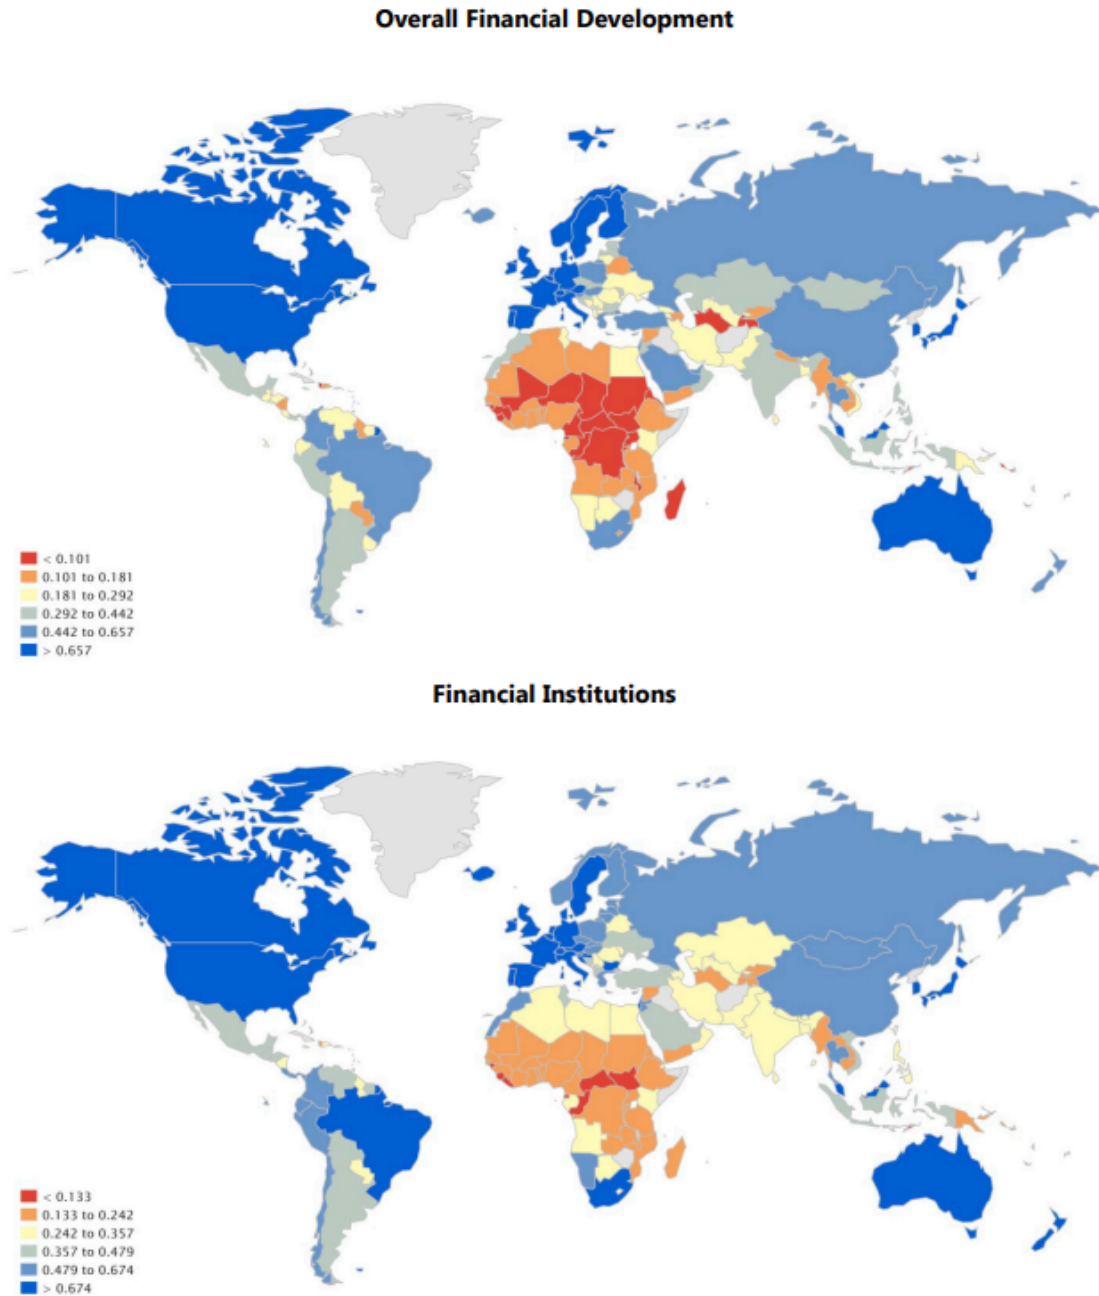 Overall Financial Development
< 0.101
0.101 to 0.181
0.181 to 0.292
0.292 to 0.442
0.442 to 0.657
> 0.657
Financial Institutions
< 0.133
0.133 to 0.242
0.242 to 0.357
0.357 to 0.479
0.479 to 0.674
> 0.674